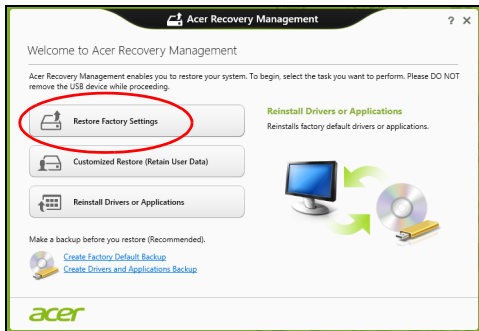 Acer Recovery Management
? ×
Welcome to Acer Recovery Management
Acer Recovery Management enables you to restore your system. To begin, select the task you want to perform. Please DO NOT
remove the USB device while proceeding.
Restore Factory Settings
Customized Restore (Retain User Data)
Reinstall Drivers or Applications
Reinstall Drivers or Applications
Reinstalls factory default drivers or applications.
Make a backup before you restore (Recommended).
Create Factory Default Backup
Create Drivers and Applications Backup
acer